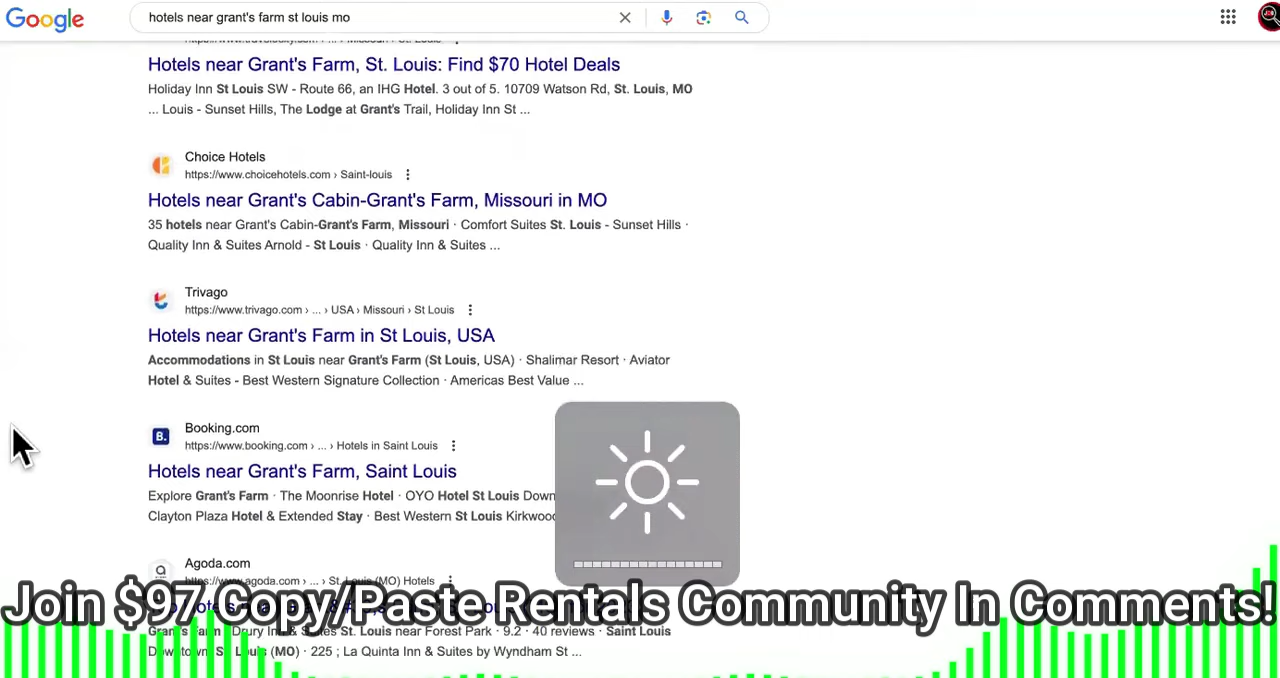 Google
hotels near grant's farm st louis mo
Hotels near Grant's Farm, St. Louis: Find $70 Hotel Deals
Holiday Inn St Louis SW - Route 66, an IHG Hotel. 3 out of 5. 10709 Watson Rd, St. Louis, MO
... Louis - Sunset Hills, The Lodge at Grant's Trail, Holiday Inn St ...
Choice Hotels
https://www.choicehotels.com › Saint-louis
Hotels near Grant's Cabin-Grant's Farm, Missouri in MO
35 hotels near Grant's Cabin-Grant's Farm, Missouri · Comfort Suites St. Louis - Sunset Hills ·
Quality Inn & Suites Arnold - St Louis · Quality Inn & Suites ...
Trivago
https://www.trivago.com › ... › USA › Missouri › St Louis
Hotels near Grant's Farm in St Louis, USA
Accommodations in St Louis near Grant's Farm (St Louis, USA) · Shalimar Resort · Aviator
Hotel & Suites - Best Western Signature Collection · Americas Best Value ...
B.
Booking.com
https://www.booking.com › ... › Hotels in Saint Louis
Hotels near Grant's Farm, Saint Louis
Explore Grant's Farm · The Moonrise Hotel · OYO Hotel St Louis Down
Clayton Plaza Hotel & Extended Stay · Best Western St Louis Kirkwood
Agoda.com
https://www.agoda.com › ... › St. Louis (MO) Hotels
Join $97 Copy/Paste Rentals Community In Comments!
Grant's Farm · Drury Inn & Suites St. Louis near Forest Park · 9.2 - 40 reviews · Saint Louis
Downtown, St. Louis (MO) · 225 ; La Quinta Inn & Suites by Wyndham St ...